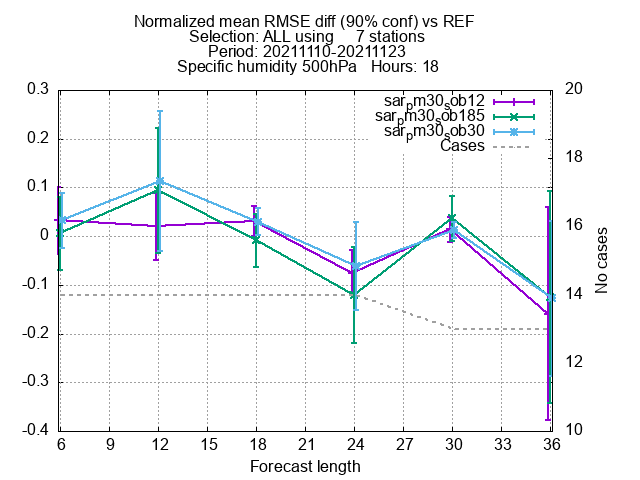 Normalized mean RMSE diff (90% conf) vs REF
Selection: ALL using 7 stations
Period: 20211110-20211123
Specific humidity 500hPa Hours: 18
0.3
0.2
0.1
0
-0.1
-0.2
-0.3
-0.4
20
18
16
14
12
10
No cases
sarpm30sob12
sarpm30sob185
sarpm30sob30
Cases
6 9 12 15 18 21 24 27 30 33 36
Forecast length